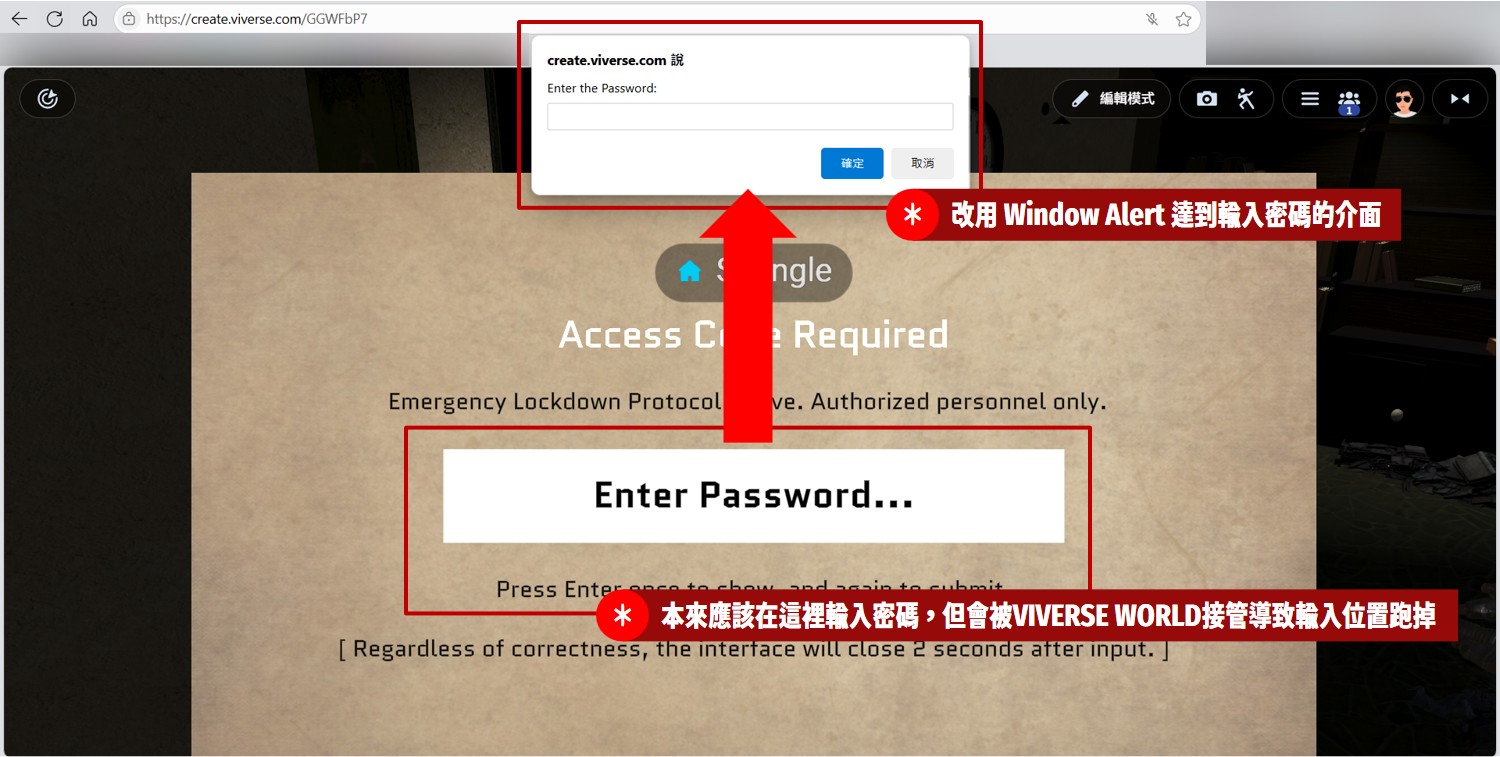 https://create.viverse.com/GGWFbP7
create.viverse.com 說
Enter the Password:
確定
取消
編輯模式
1
* 改用 Window Alert 達到輸入密碼的介面
S ngle
Access C e Required
Emergency Lockdown Protocol ve. Authorized personnel only.
Enter Password...
Press Enter once to show, and again to submit
* 本來應該在這裡輸入密碼，但會被VIVERSE WORLD接管導致輸入位置跑掉
[ Regardless of correctness, the interface will close 2 seconds after input. ]